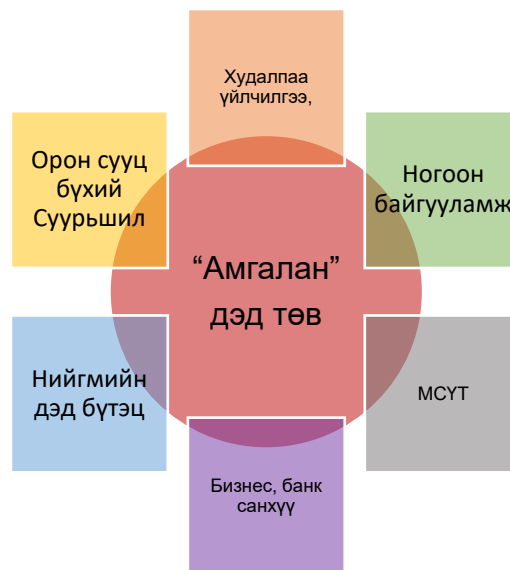 Худалпаа
үйлчилгээ,
Орон сууц
бүхий
Суурьшил
Ногоон
байгууламж
“Амгалан”
дэд төв
Нийгмийн
дэд бүтэц
МСҮТ
Бизнес, банк
санхүү